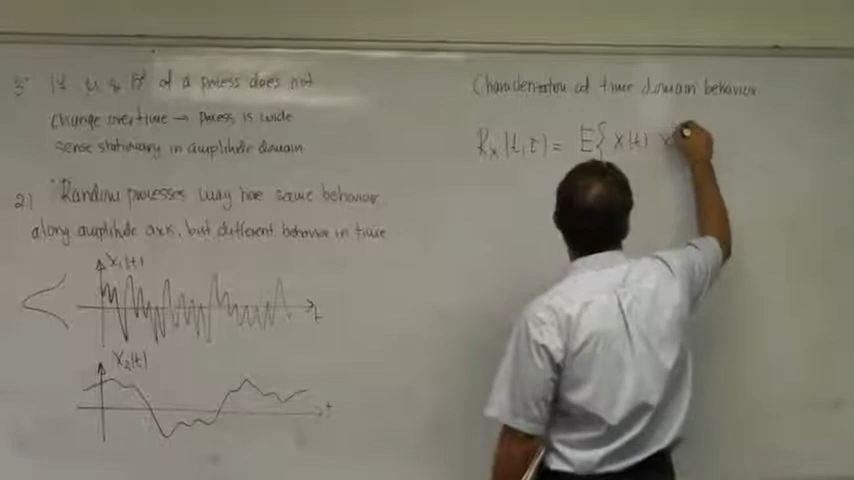 3° If μ & σ² of a process does not
change over time → process is wide
sense stationary in amplitude domain
2.) Random processes may have same behavior
along amplitude axis, but different behavior in time
X₁(t)
t
X₂(t)
t
Characterization of time domain behavior
Rₓ(t,τ) = E{ X(t) X